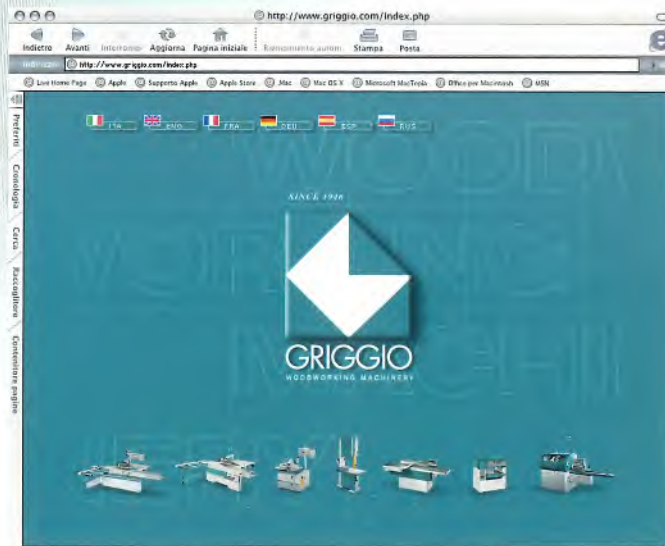 http://www.griggio.com/index.php
Indietro Avanti Interrompi Aggiorna Pagina iniziale Riempimento autom. Stampa Posta
Indirizzo: http://www.griggio.com/index.php
Live Home Page Apple Supporto Apple Apple Store .Mac Mac OS X Microsoft MacTopia Office per Macintosh MSN
Preferiti
Cronologia
Cerca
Raccoglitore
Contenitore pagine
ITA ENG FRA DEU ESP RUS
WOOD
WORKING
MACHI
SINCE 1946
GRIGGIO
WOODWORKING MACHINERY